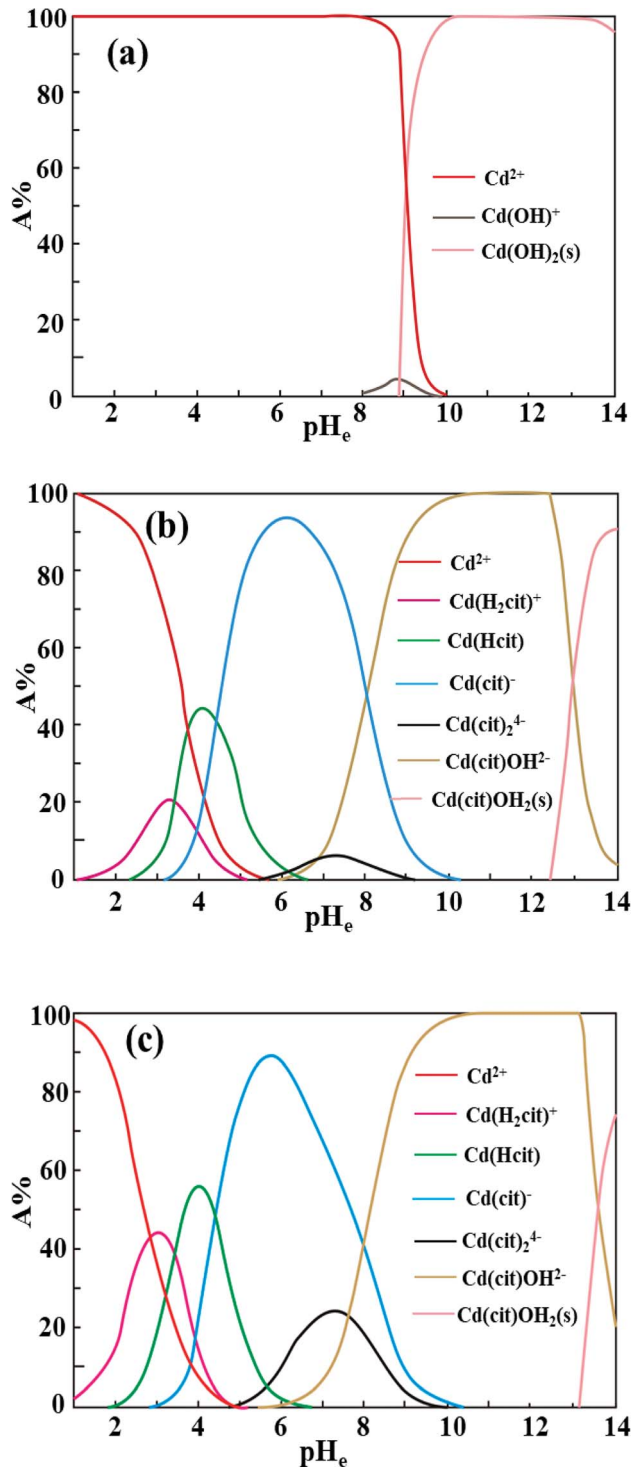 100
(a)
80
60
Cd²⁺
A%
Cd(OH)⁺
40
Cd(OH)₂(s)
20
0
2 4 6 8 10 12 14
pHₑ
100
(b)
80
Cd²⁺
Cd(H₂cit)⁺
60
Cd(Hcit)
A%
Cd(cit)⁻
40
Cd(cit)₂⁴⁻
Cd(cit)OH²⁻
20
Cd(cit)OH₂(s)
0
2 4 6 8 10 12 14
pHₑ
100
(c)
Cd²⁺
80
Cd(H₂cit)⁺
Cd(Hcit)
60
A%
Cd(cit)⁻
40
Cd(cit)₂⁴⁻
Cd(cit)OH²⁻
20
Cd(cit)OH₂(s)
0
2 4 6 8 10 12 14
pHₑ